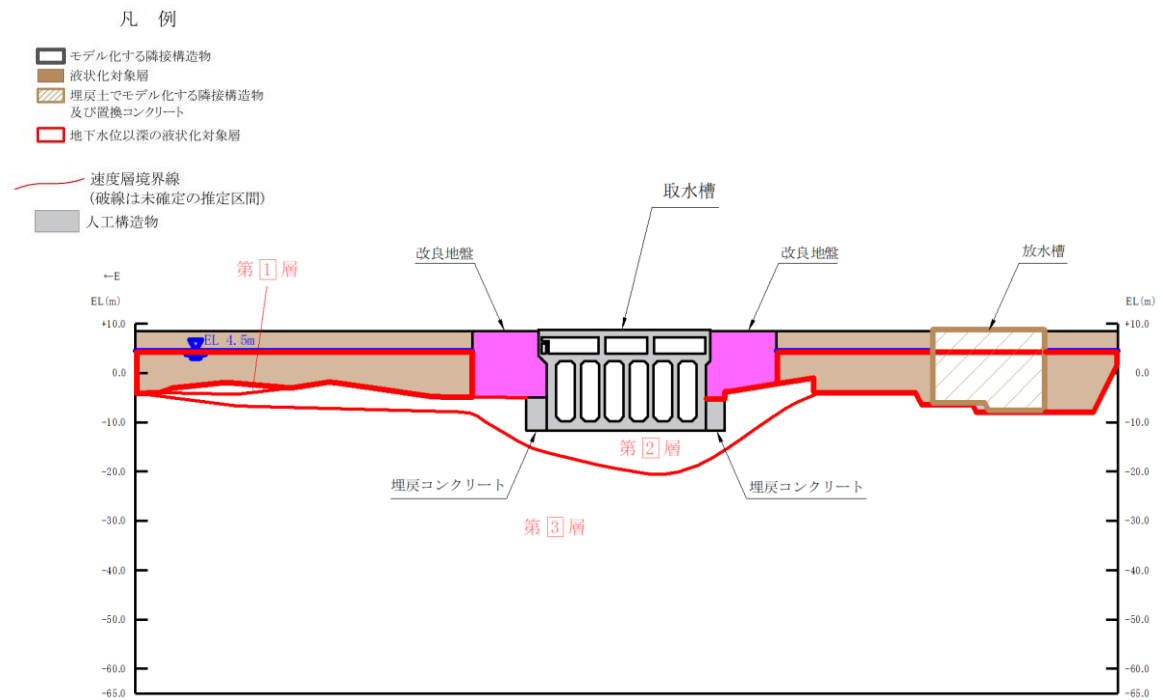 凡 例
モデル化する隣接構造物
液状化対象層
埋戻土でモデル化する隣接構造物
及び置換コンクリート
地下水位以深の液状化対象層
速度層境界線
(破線は未確定の推定区間)
人工構造物
取水槽
改良地盤
改良地盤
放水槽
第1層
←E
EL(m)
EL(m)
+10.0
+10.0
EL 4.5m
0.0
0.0
-10.0
-10.0
第2層
-20.0
-20.0
埋戻コンクリート
埋戻コンクリート
第3層
-30.0
-30.0
-40.0
-40.0
-50.0
-50.0
-60.0
-60.0
-65.0
-65.0